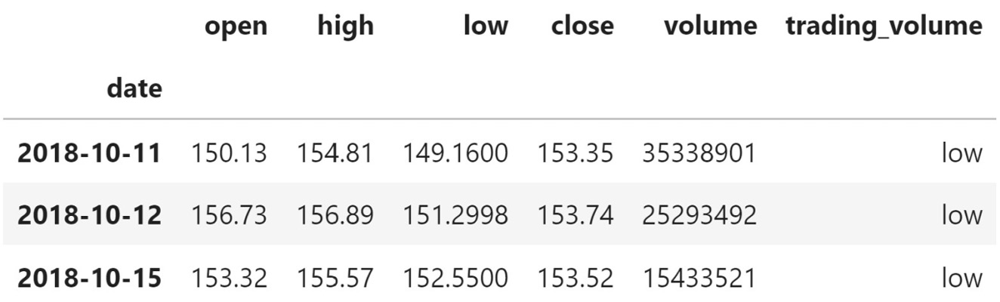 open high low close volume trading_volume
date
2018-10-11 150.13 154.81 149.1600 153.35 35338901 low
2018-10-12 156.73 156.89 151.2998 153.74 25293492 low
2018-10-15 153.32 155.57 152.5500 153.52 15433521 low